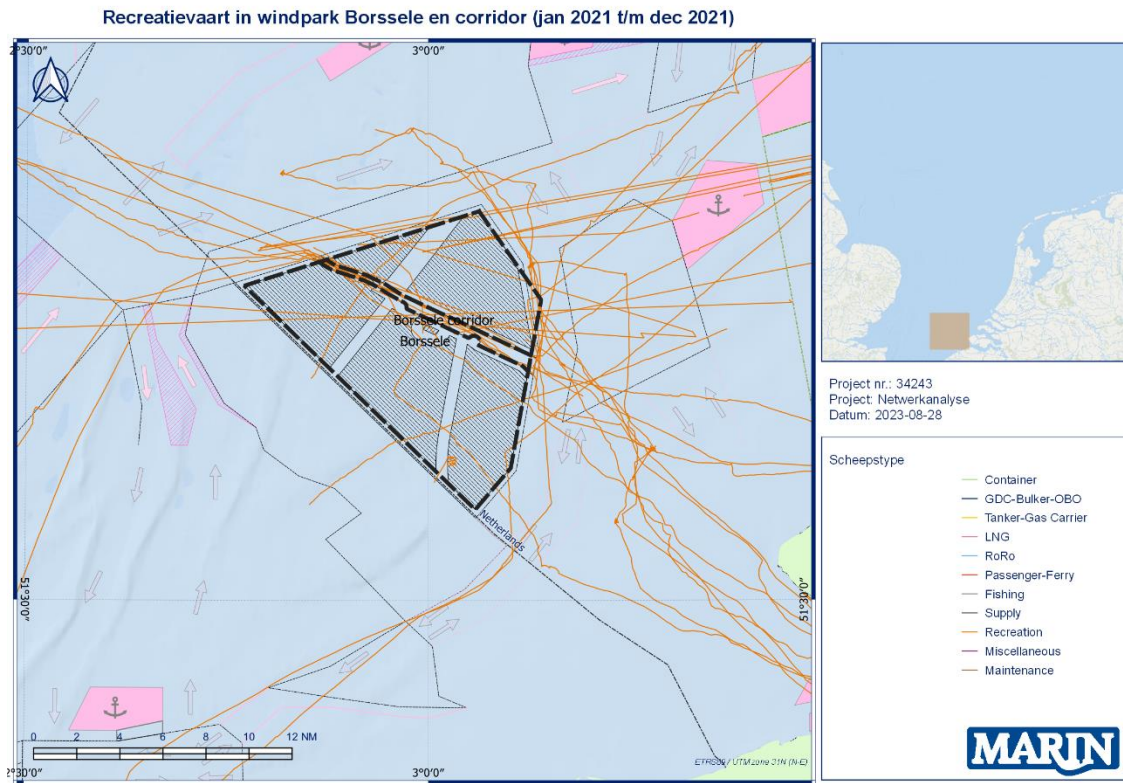 Recreatievaart in windpark Borssele en corridor (jan 2021 t/m dec 2021)
2°30'0"
3°0'0"
Borssele corridor
Borssele
Netherlands
51°30'0"
51°30'0"
0 2 4 6 8 10 12 NM
ETRS89 / UTM zone 31N (N-E)
2°30'0"
3°0'0"
Project nr.: 34243
Project: Netwerkanalyse
Datum: 2023-08-28
Scheepstype
Container
GDC-Bulker-OBO
Tanker-Gas Carrier
LNG
RoRo
Passenger-Ferry
Fishing
Supply
Recreation
Miscellaneous
Maintenance
MARIN